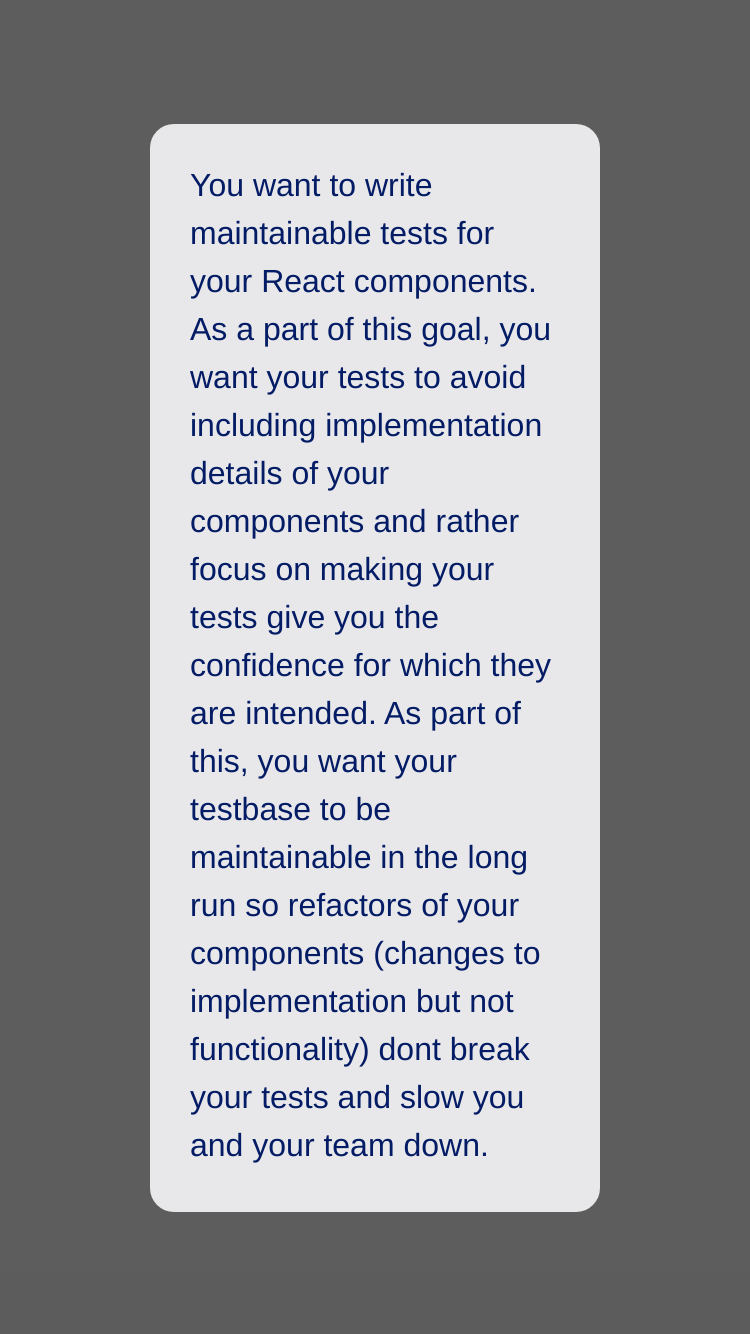 You want to write
maintainable tests for
your React components.
As a part of this goal, you
want your tests to avoid
including implementation
details of your
components and rather
focus on making your
tests give you the
confidence for which they
are intended. As part of
this, you want your
testbase to be
maintainable in the long
run so refactors of your
components (changes to
implementation but not
functionality) dont break
your tests and slow you
and your team down.